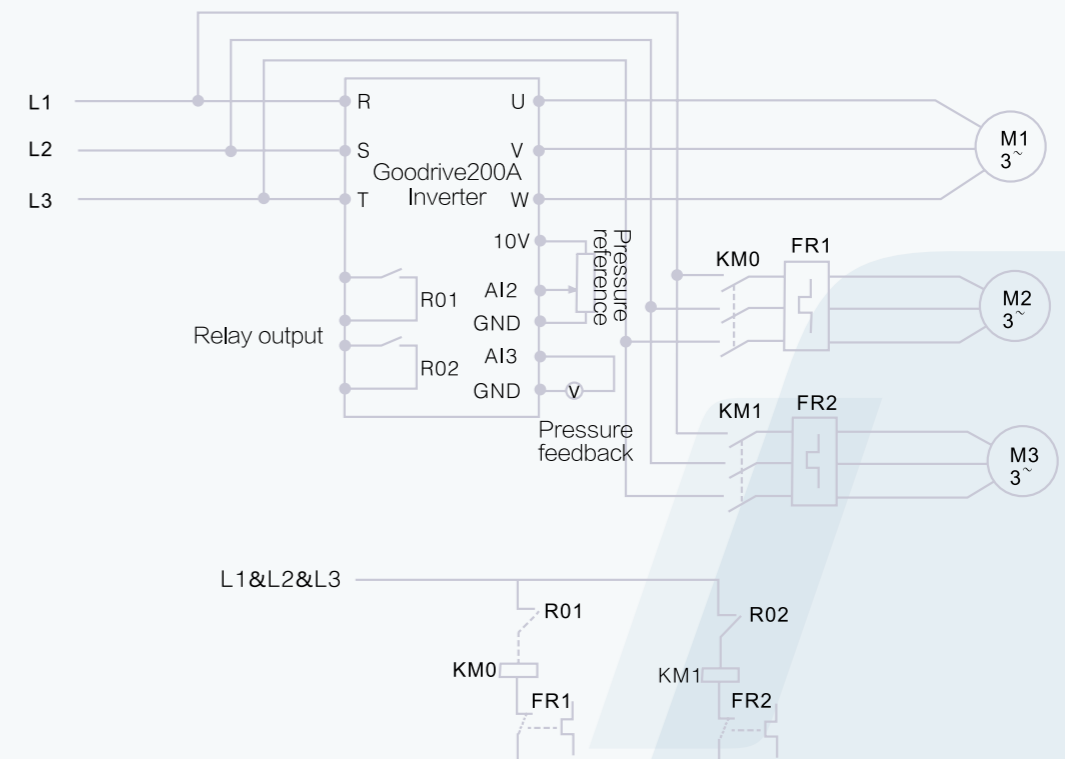 L1
L2
L3
R
S
T
U
V
W
Goodrive200A
Inverter
10V
AI2
GND
AI3
GND
V
R01
R02
Relay output
Pressure
reference
Pressure
feedback
M1
3~
KM0
FR1
M2
3~
KM1
FR2
M3
3~
L1&L2&L3
R01
R02
KM0
KM1
FR1
FR2